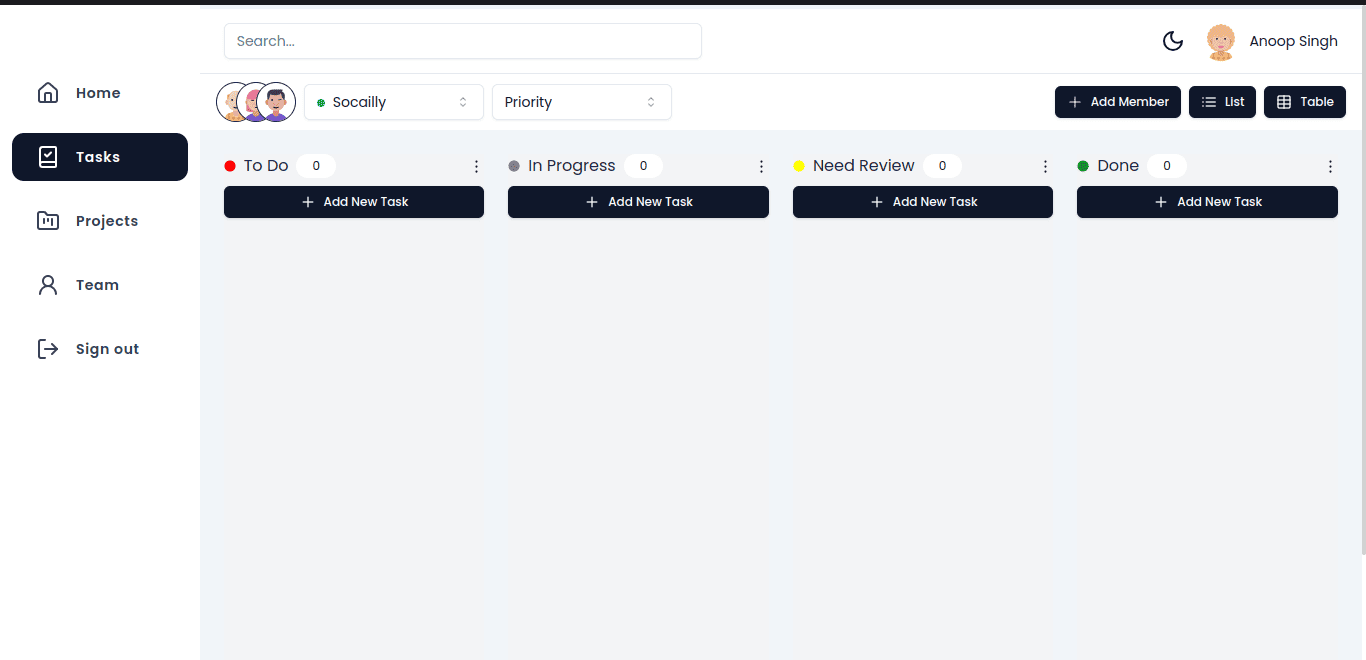 Search...
Anoop Singh
Home
Tasks
Projects
Team
Sign out
Socailly
Priority
Add Member
List
Table
To Do 0
In Progress 0
Need Review 0
Done 0
Add New Task
Add New Task
Add New Task
Add New Task